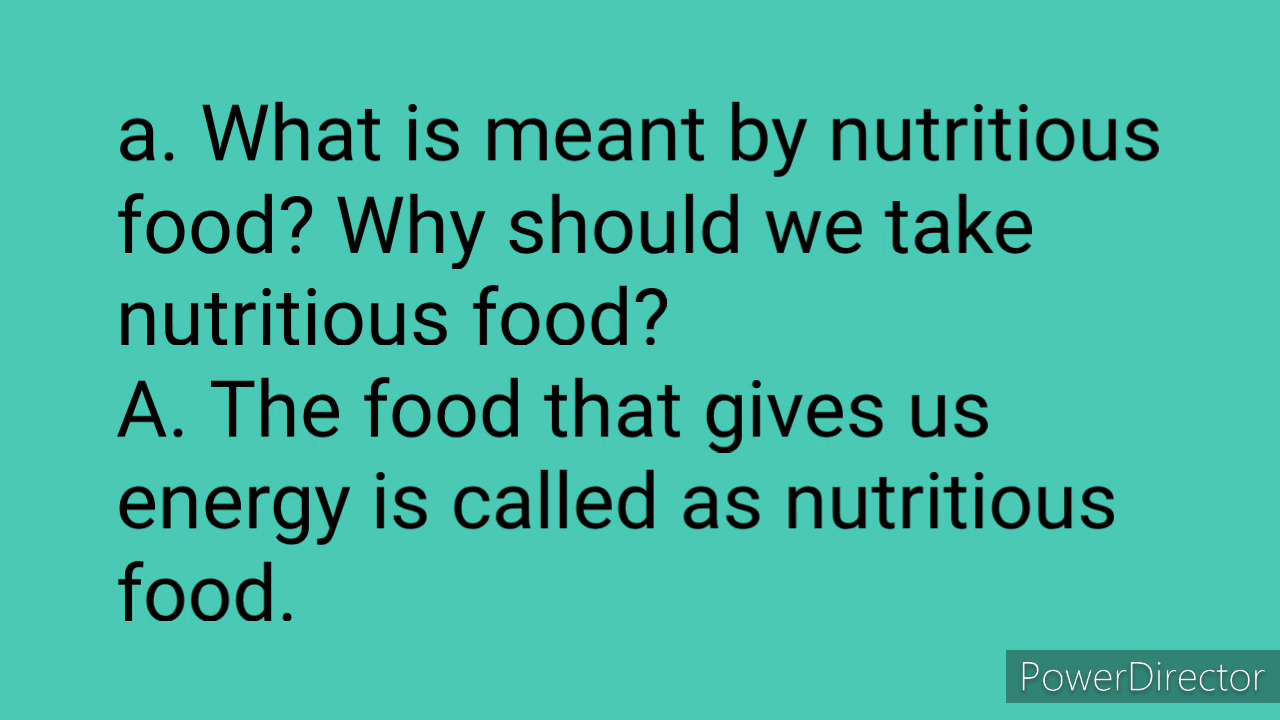 a. What is meant by nutritious
food? Why should we take
nutritious food?
A. The food that gives us
energy is called as nutritious
food.
PowerDirector